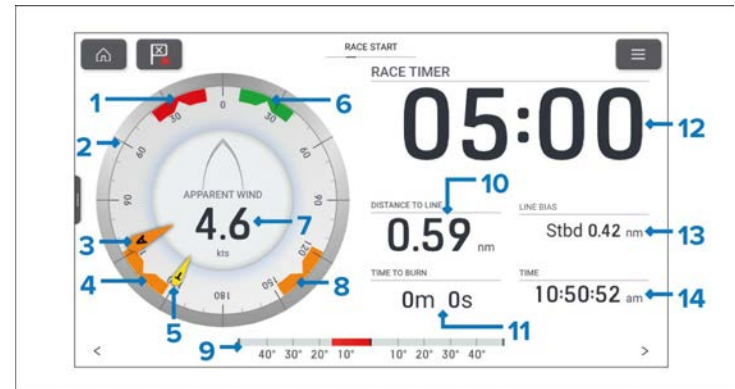 RACE START
RACE TIMER
05:00
1
2
3
4
5
6
7
8
9
10
11
12
13
14
0
30
30
60
60
90
90
120
150
180
APPARENT WIND
4.6
kts
A
T
DISTANCE TO LINE
0.59 nm
LINE BIAS
Stbd 0.42 nm
TIME TO BURN
0m 0s
TIME
10:50:52 am
40° 30° 20° 10° 10° 20° 30° 40°
<
>